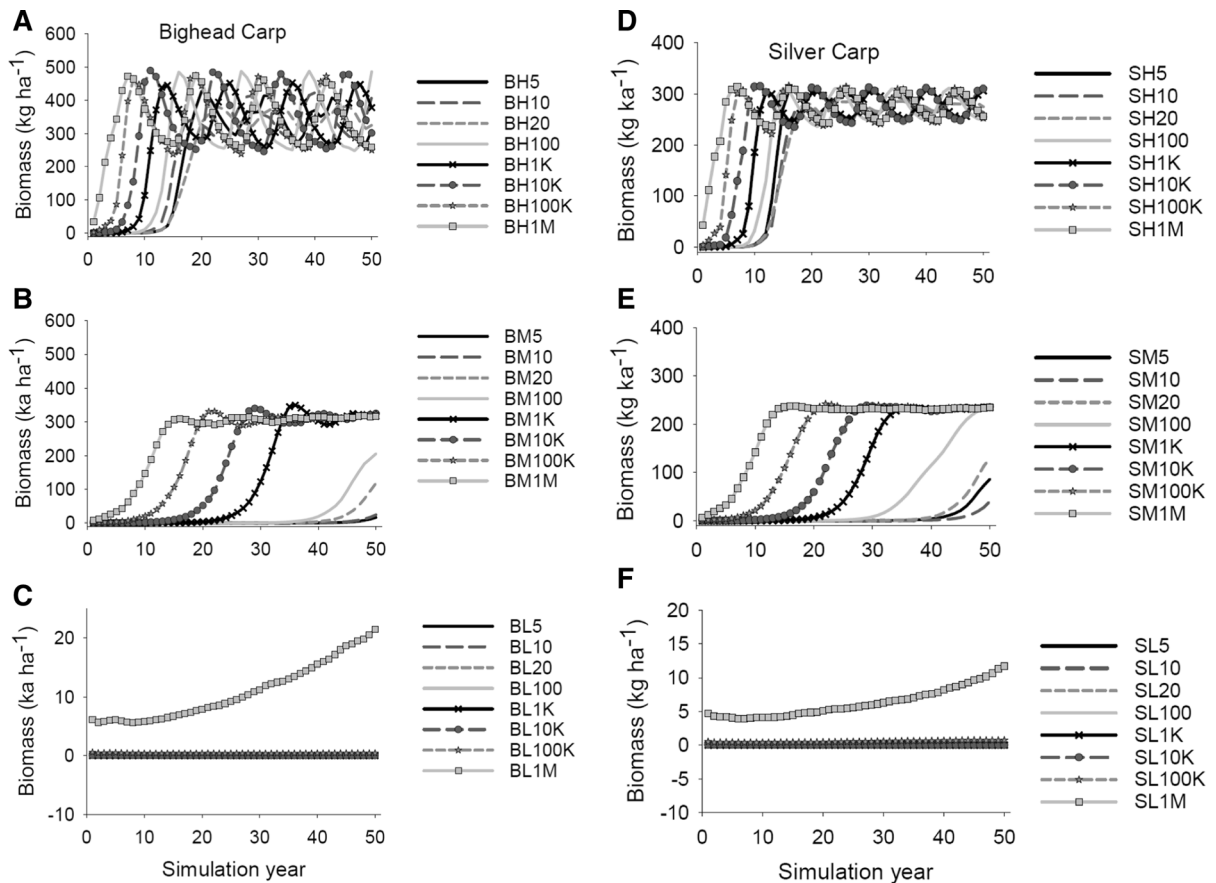 A
Bighead Carp
Biomass (kg ha⁻¹)
600
500
400
300
200
100
0
0 10 20 30 40 50
BH5
BH10
BH20
BH100
BH1K
BH10K
BH100K
BH1M
D
Silver Carp
Biomass (kg ka⁻¹)
400
300
200
100
0
0 10 20 30 40 50
SH5
SH10
SH20
SH100
SH1K
SH10K
SH100K
SH1M
B
Biomass (ka ha⁻¹)
600
500
400
300
200
100
0
0 10 20 30 40 50
BM5
BM10
BM20
BM100
BM1K
BM10K
BM100K
BM1M
E
Biomass (kg ka⁻¹)
400
300
200
100
0
0 10 20 30 40 50
SM5
SM10
SM20
SM100
SM1K
SM10K
SM100K
SM1M
C
Biomass (ka ha⁻¹)
20
10
0
-10
0 10 20 30 40 50
Simulation year
BL5
BL10
BL20
BL100
BL1K
BL10K
BL100K
BL1M
F
Biomass (kg ha⁻¹)
20
15
10
5
0
-5
-10
0 10 20 30 40 50
Simulation year
SL5
SL10
SL20
SL100
SL1K
SL10K
SL100K
SL1M